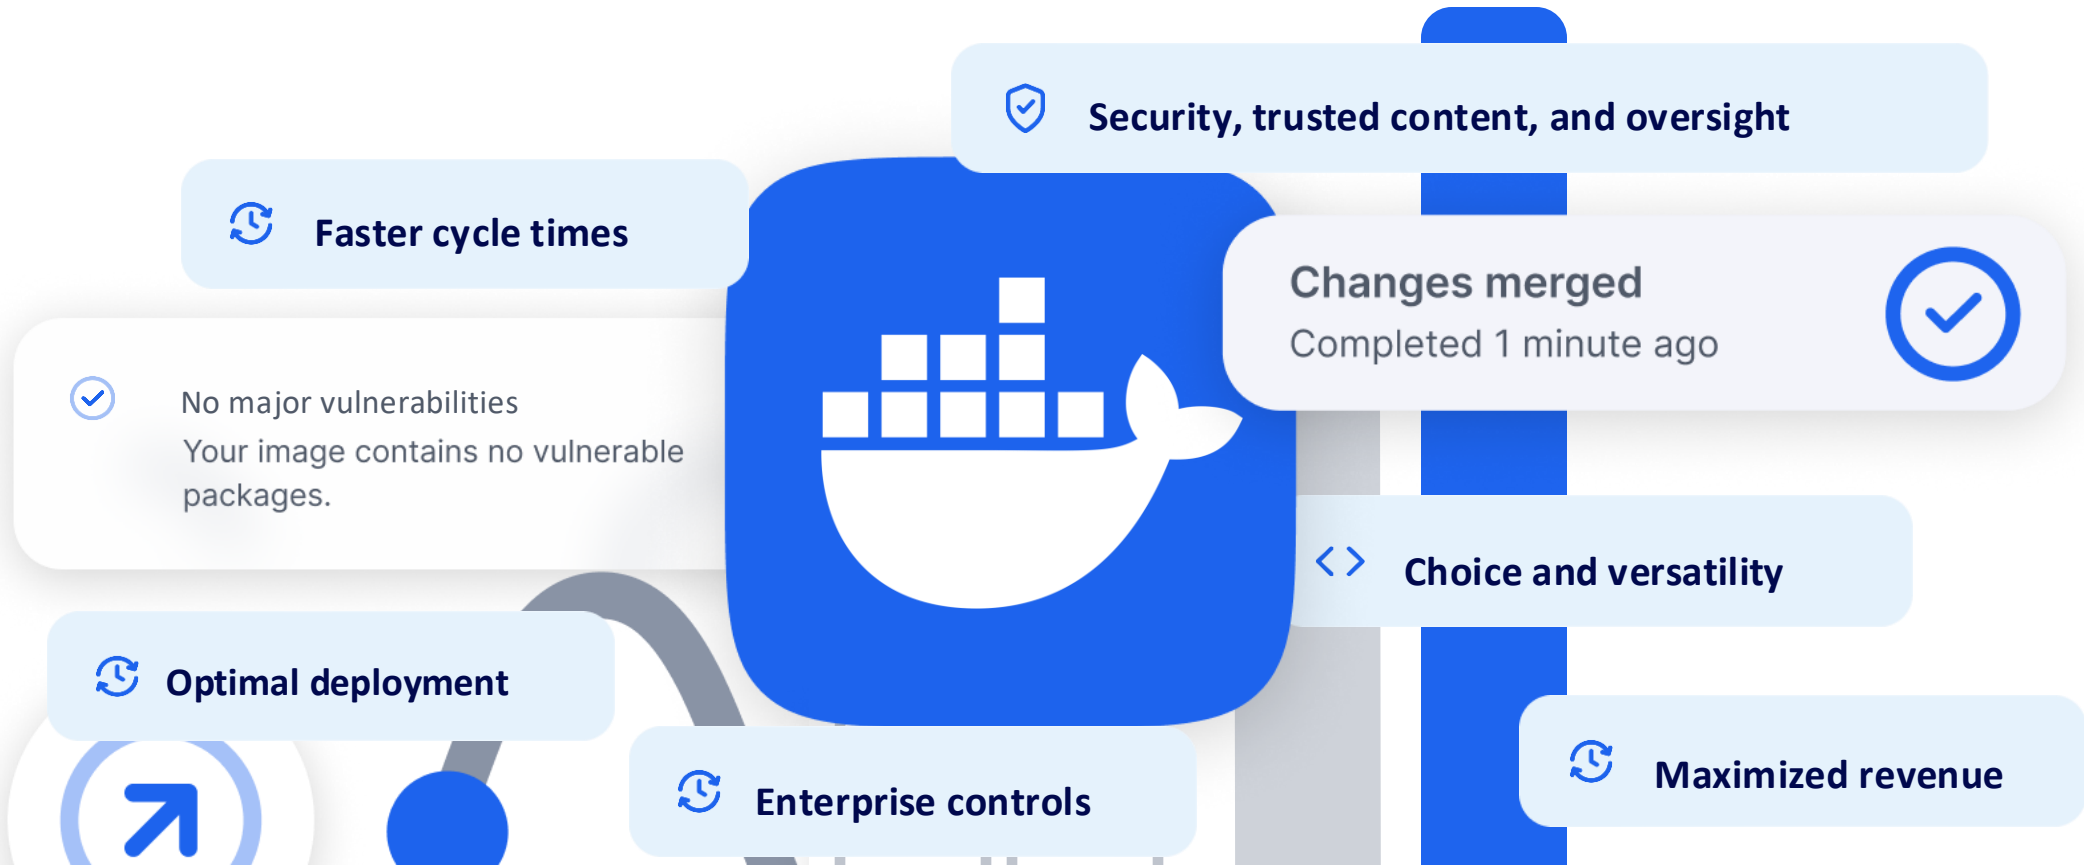 Security, trusted content, and oversight
Faster cycle times
Changes merged
Completed 1 minute ago
No major vulnerabilities
Your image contains no vulnerable
packages.
Choice and versatility
Optimal deployment
Maximized revenue
Enterprise controls